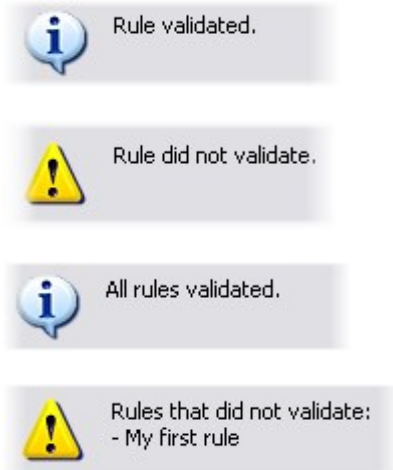 Rule validated.
Rule did not validate.
All rules validated.
Rules that did not validate:
- My first rule